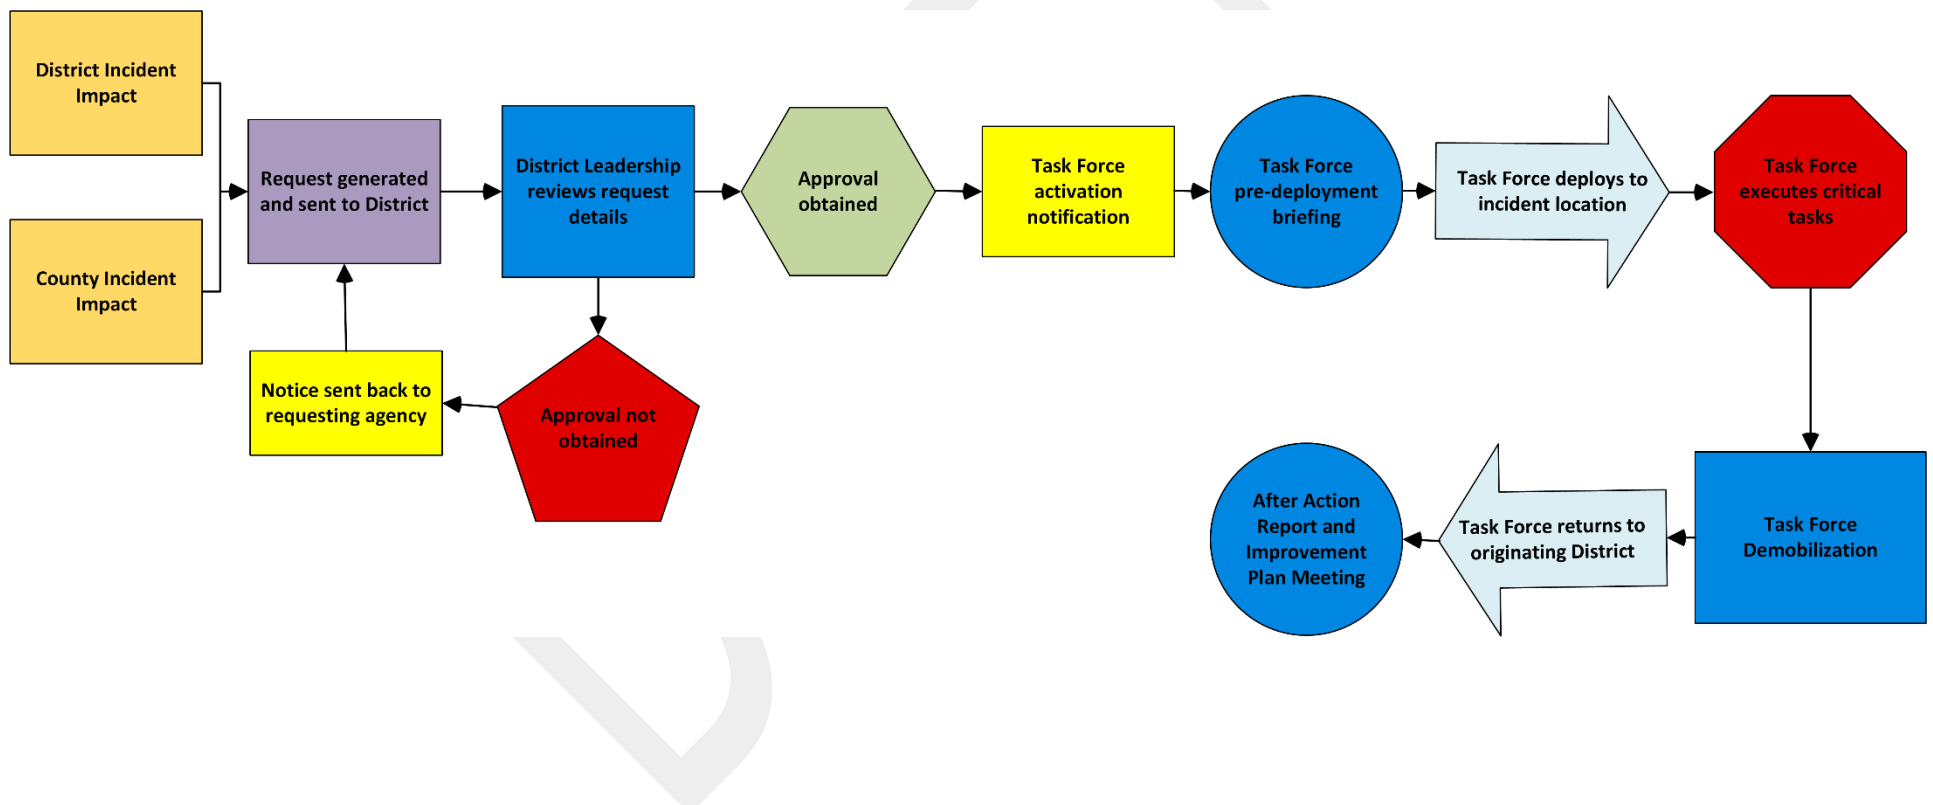 District Incident
Impact
County Incident
Impact
Request generated
and sent to District
District Leadership
reviews request
details
Approval
obtained
Approval not
obtained
Notice sent back to
requesting agency
Task Force
activation
notification
Task Force
pre-deployment
briefing
Task Force deploys to
incident location
Task Force
executes critical
tasks
Task Force
Demobilization
Task Force returns to
originating District
After Action
Report and
Improvement
Plan Meeting